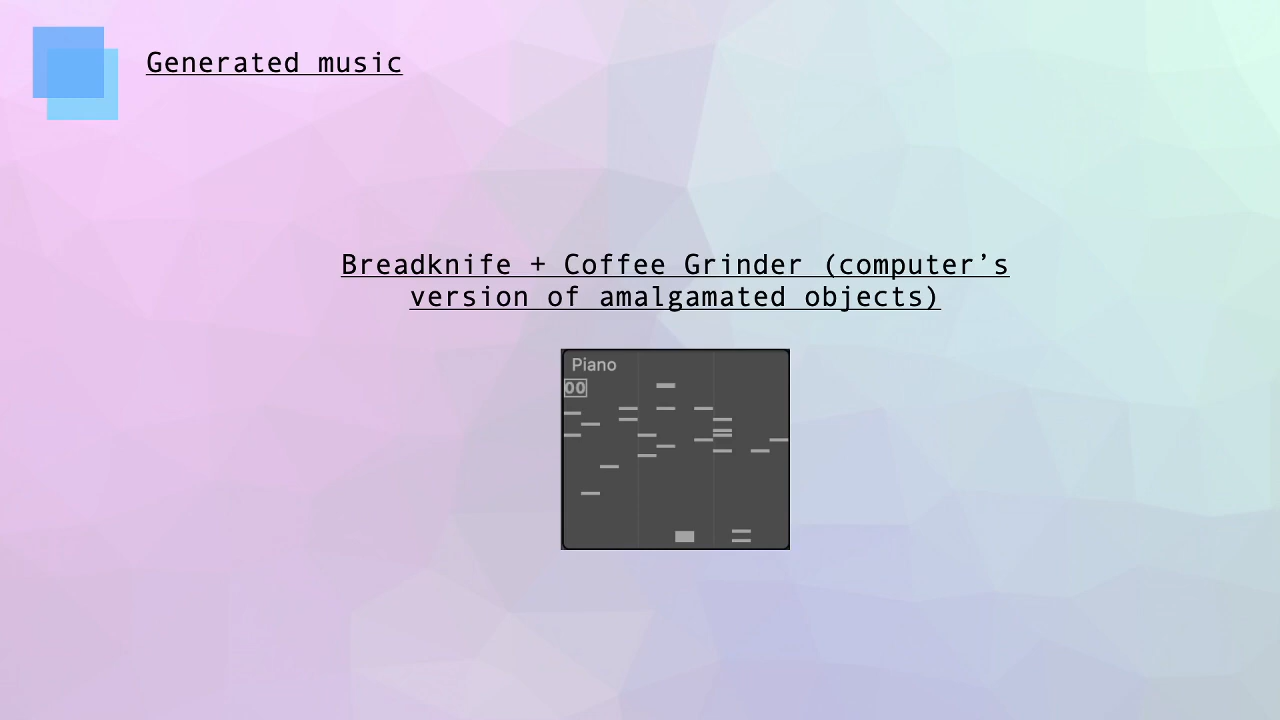 Generated music
Breadknife + Coffee Grinder (computer’s
version of amalgamated objects)
Piano
00